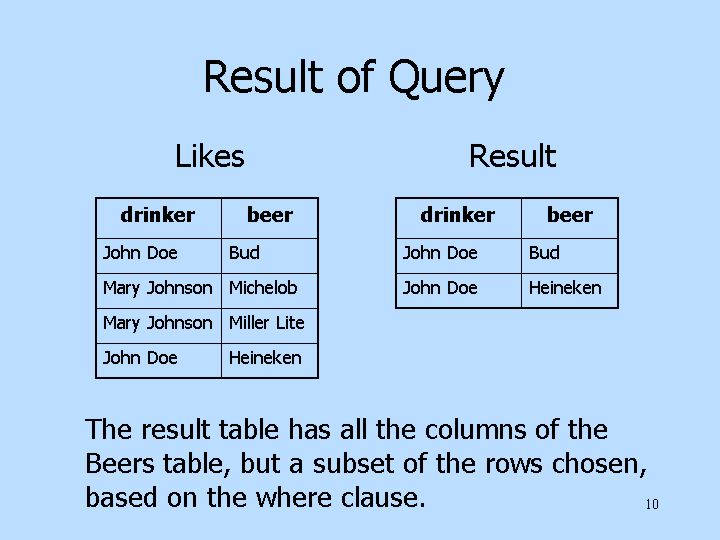 Result of Query
Likes
drinker beer
John Doe Bud
Mary Johnson Michelob
Mary Johnson Miller Lite
John Doe Heineken
Result
drinker beer
John Doe Bud
John Doe Heineken
The result table has all the columns of the
Beers table, but a subset of the rows chosen,
based on the where clause.
10